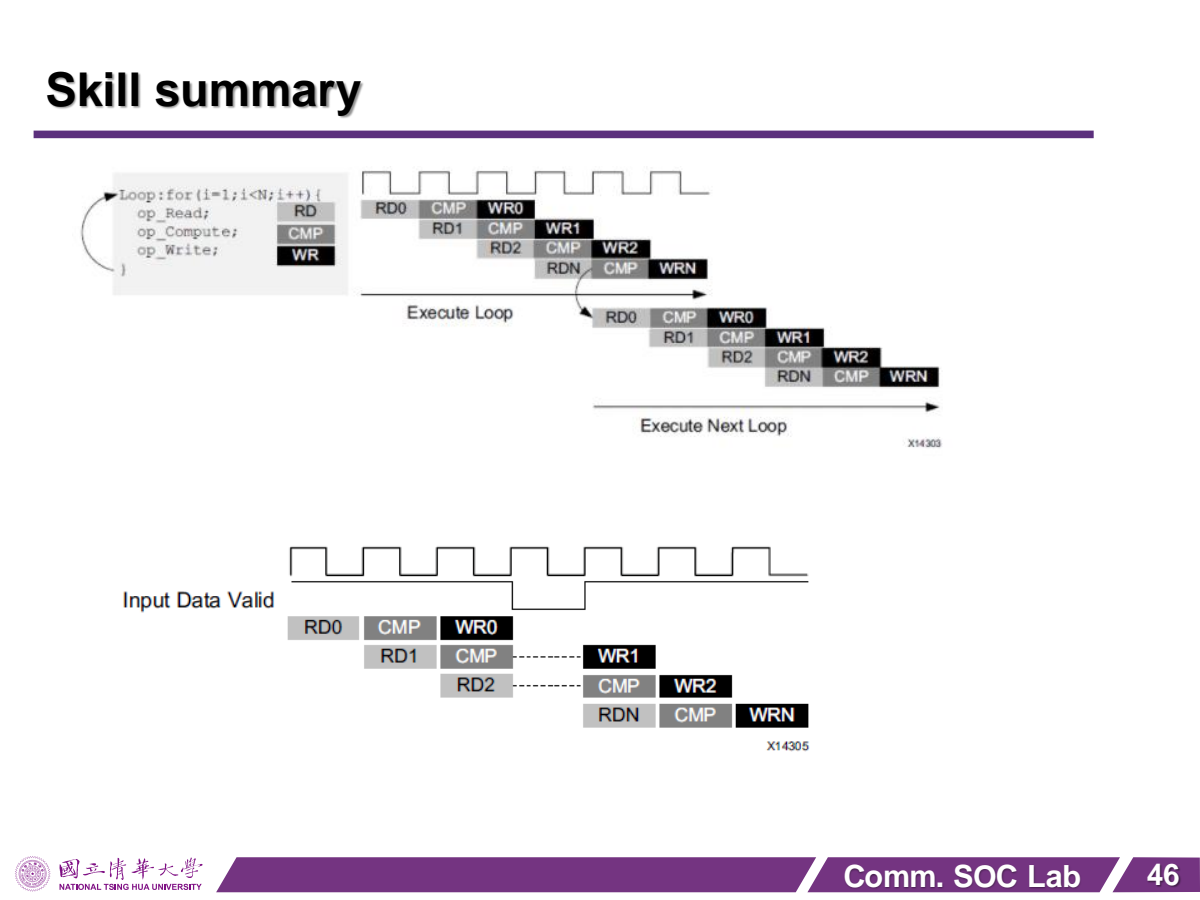 Skill summary
Loop:for(i=1;i<N;i++){
op_Read; RD
op_Compute; CMP
op_Write; WR
}
RD0 CMP WR0
RD1 CMP WR1
RD2 CMP WR2
RDN CMP WRN
Execute Loop
RD0 CMP WR0
RD1 CMP WR1
RD2 CMP WR2
RDN CMP WRN
Execute Next Loop
X14303
Input Data Valid
RD0 CMP WR0
RD1 CMP WR1
RD2 CMP WR2
RDN CMP WRN
X14305
國立清華大學
NATIONAL TSING HUA UNIVERSITY
Comm. SOC Lab
46